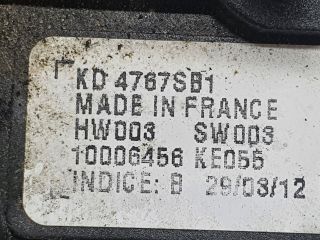 KD 4767SB1
MADE IN FRANCE
HW003 SW003
10006456 KE055
INDICE: B 29/03/12